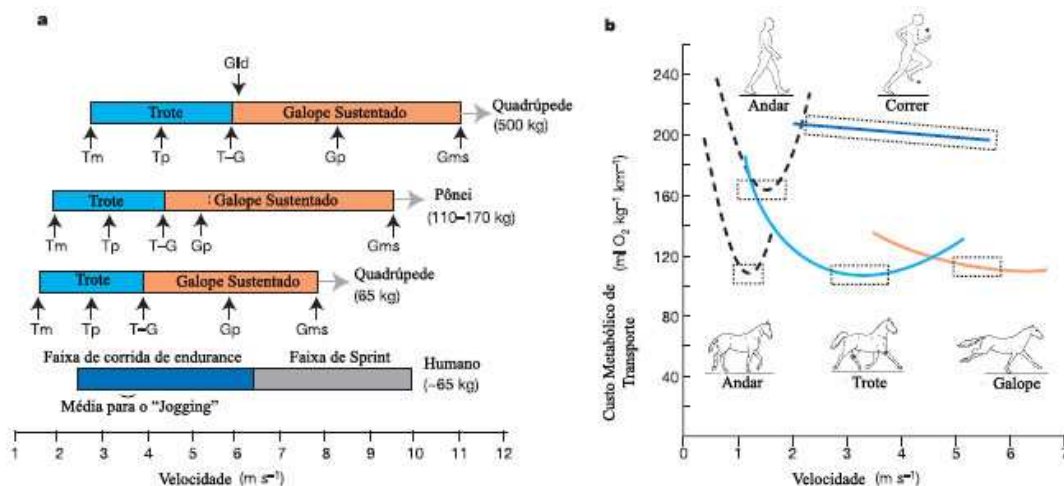 a
Gld
Trote
Galope Sustentado
Quadrúpede
(500 kg)
Tm
Tp
T–G
Gp
Gms
Trote
Galope Sustentado
Pônei
(110–170 kg)
Tm
Tp
T–G
Gp
Gms
Trote
Galope Sustentado
Quadrúpede
(65 kg)
Tm
Tp
T–G
Gp
Gms
Faixa de corrida de endurance
Faixa de Sprint
Humano
(~65 kg)
Média para o “Jogging”
1 2 3 4 5 6 7 8 9 10 11 12
Velocidade (m s⁻¹)
b
Andar
Correr
240
200
160
120
80
40
Custo Metabólico de
Transporte
(ml O₂ kg⁻¹ km⁻¹)
Andar
Trote
Galope
0 1 2 3 4 5 6 7
Velocidade (m s⁻¹)